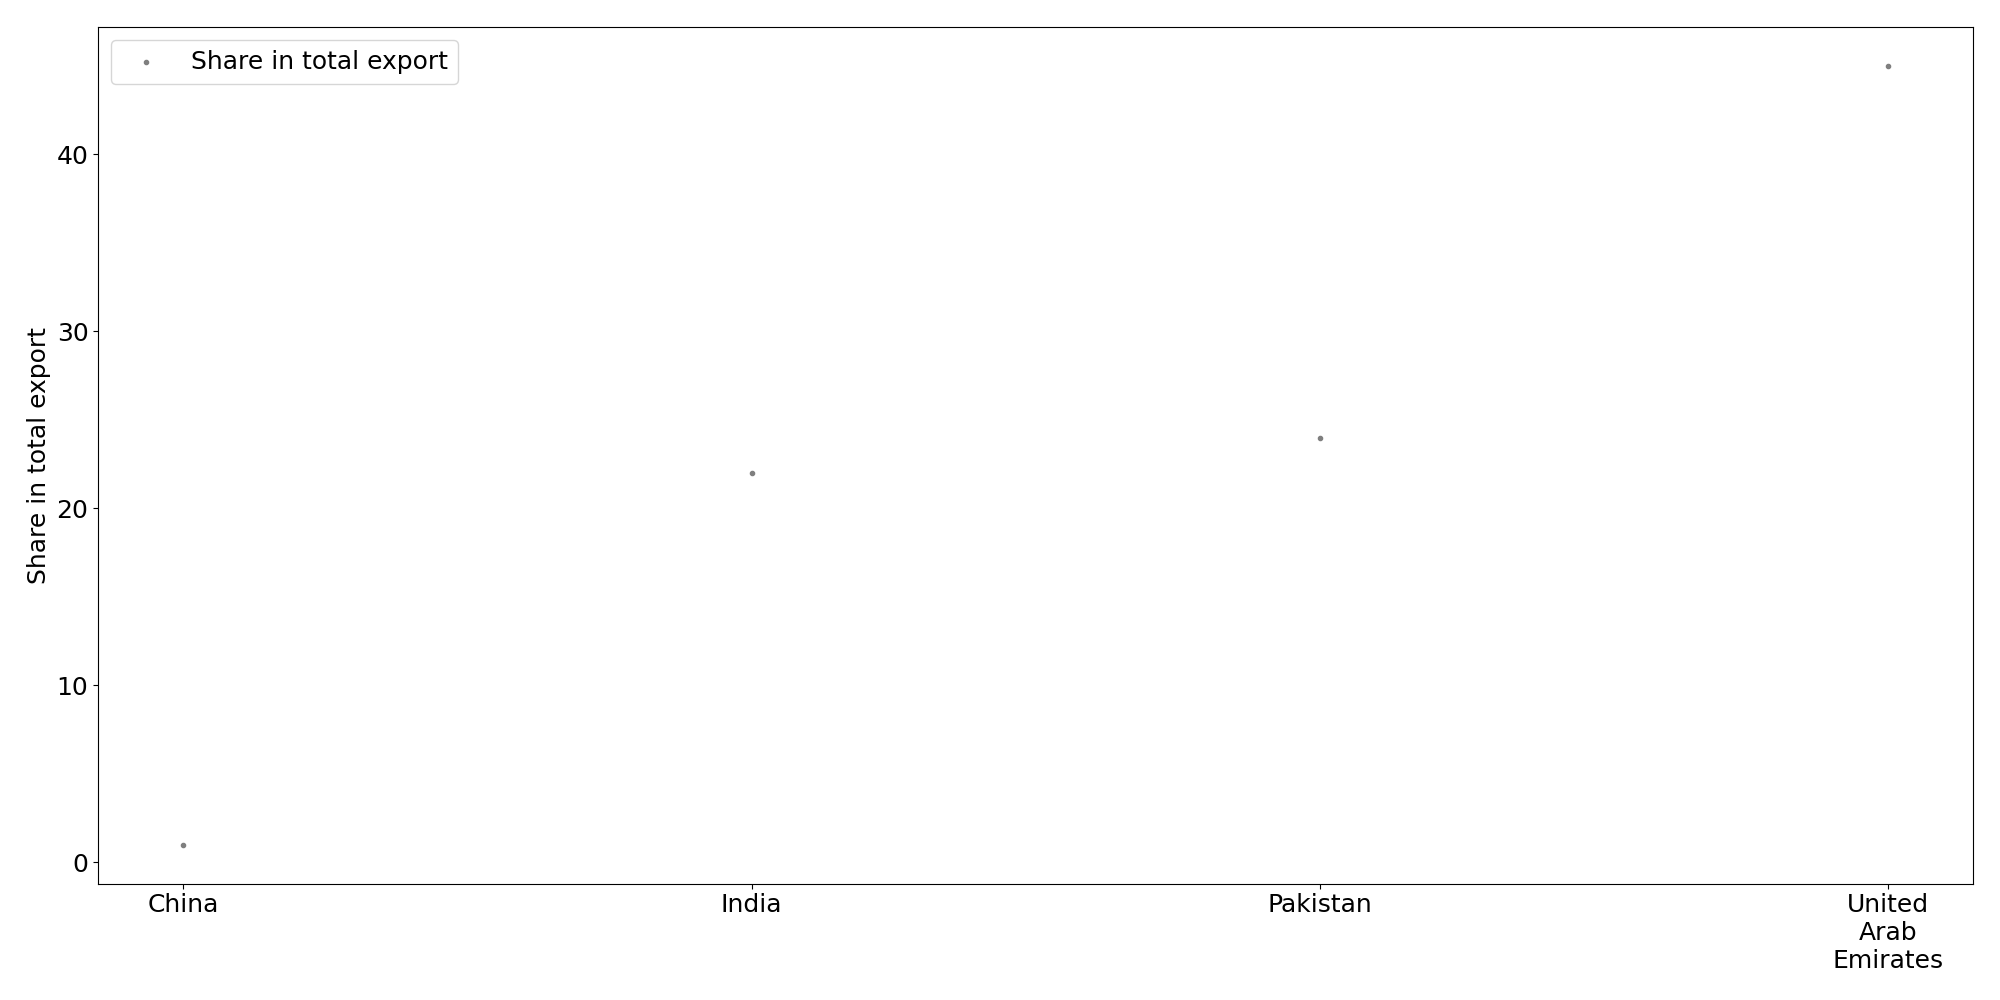 Share in total export
Share in total export
40
30
20
10
0
China
India
Pakistan
United
Arab
Emirates